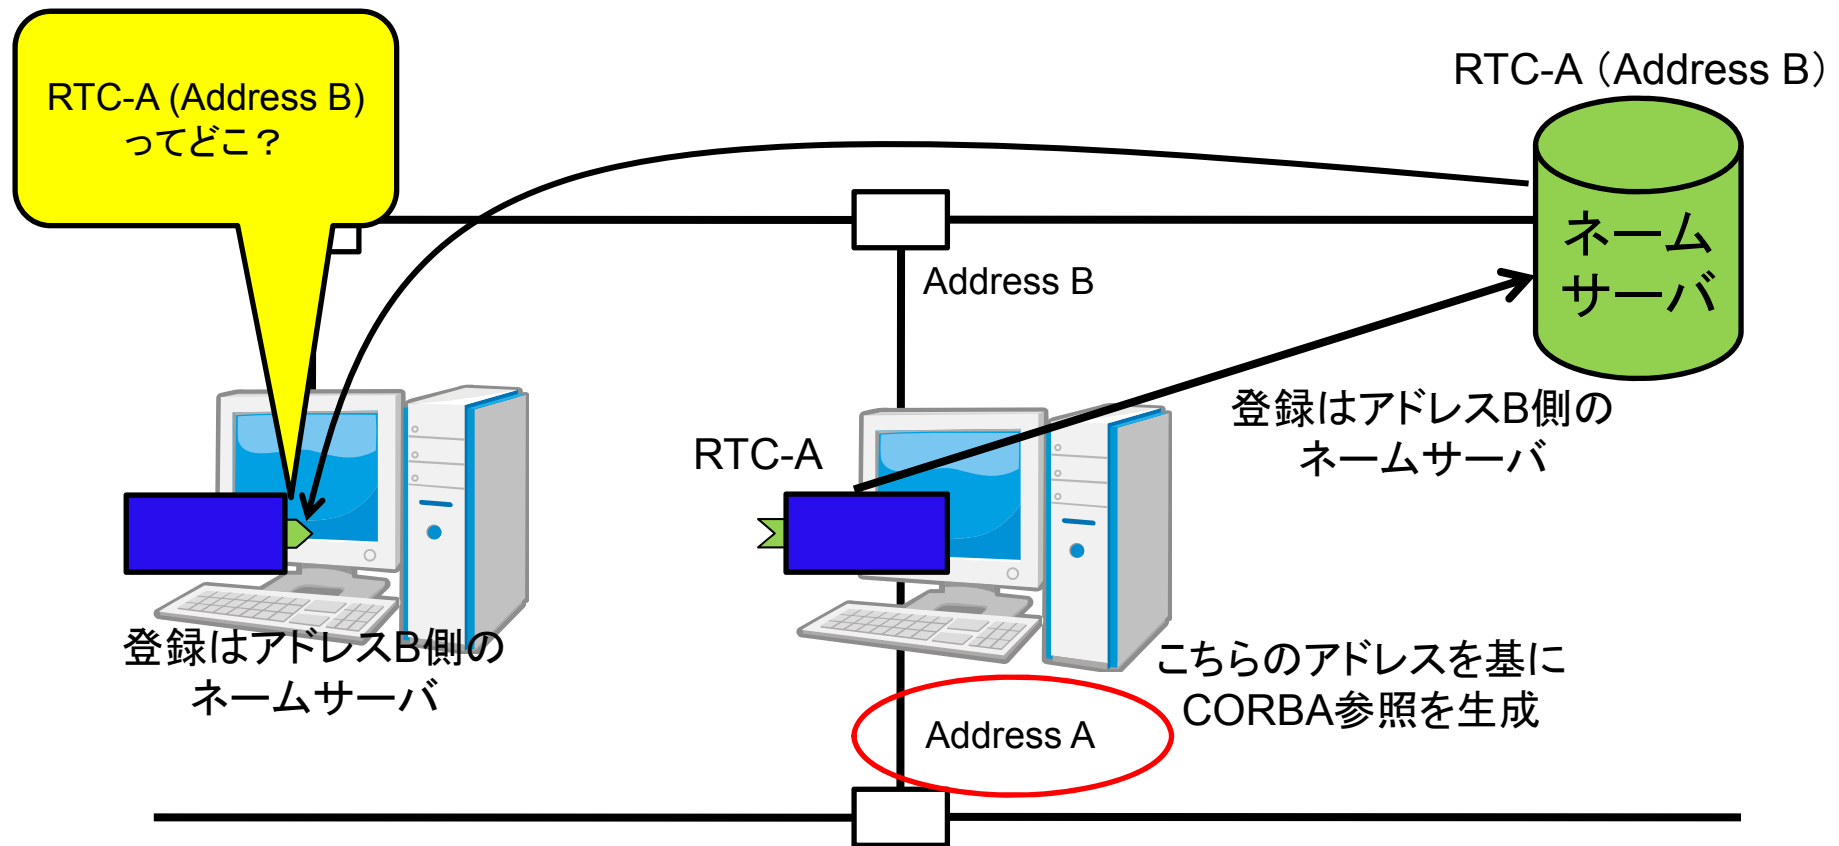 RTC-A (Address B)
ってどこ？
RTC-A（Address B）
ネーム
サーバ
Address B
登録はアドレスB側の
ネームサーバ
RTC-A
登録はアドレスB側の
ネームサーバ
こちらのアドレスを基に
CORBA参照を生成
Address A